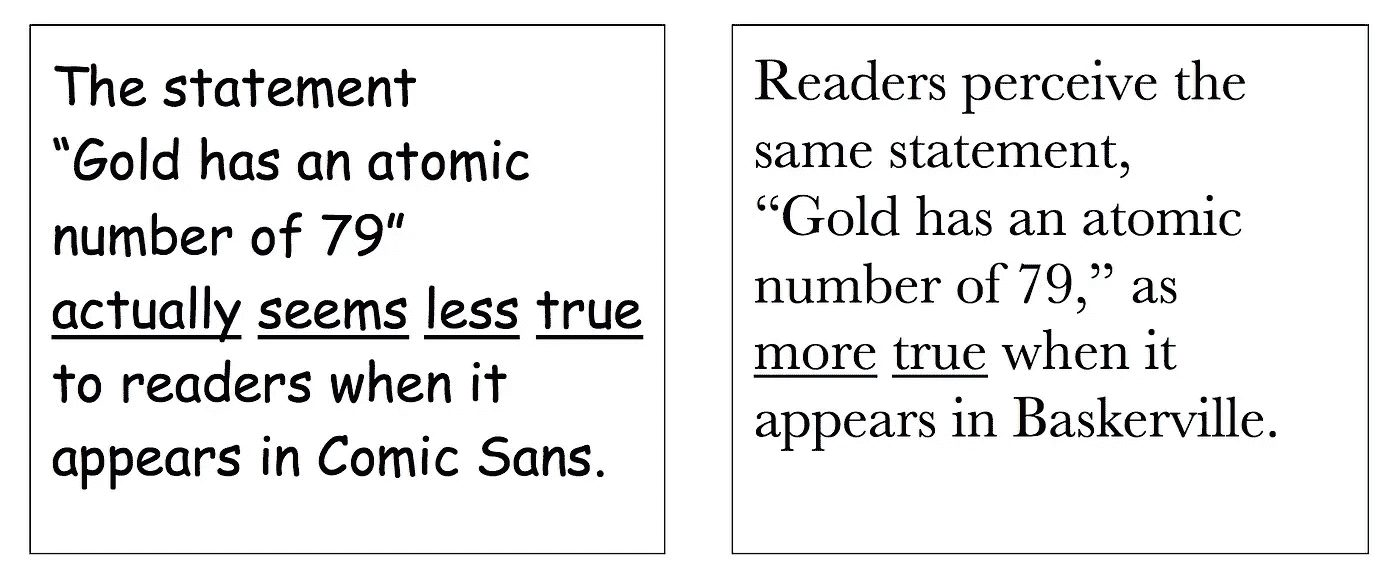 The statement
“Gold has an atomic
number of 79”
actually seems less true
to readers when it
appears in Comic Sans.
Readers perceive the
same statement,
“Gold has an atomic
number of 79,” as
more true when it
appears in Baskerville.